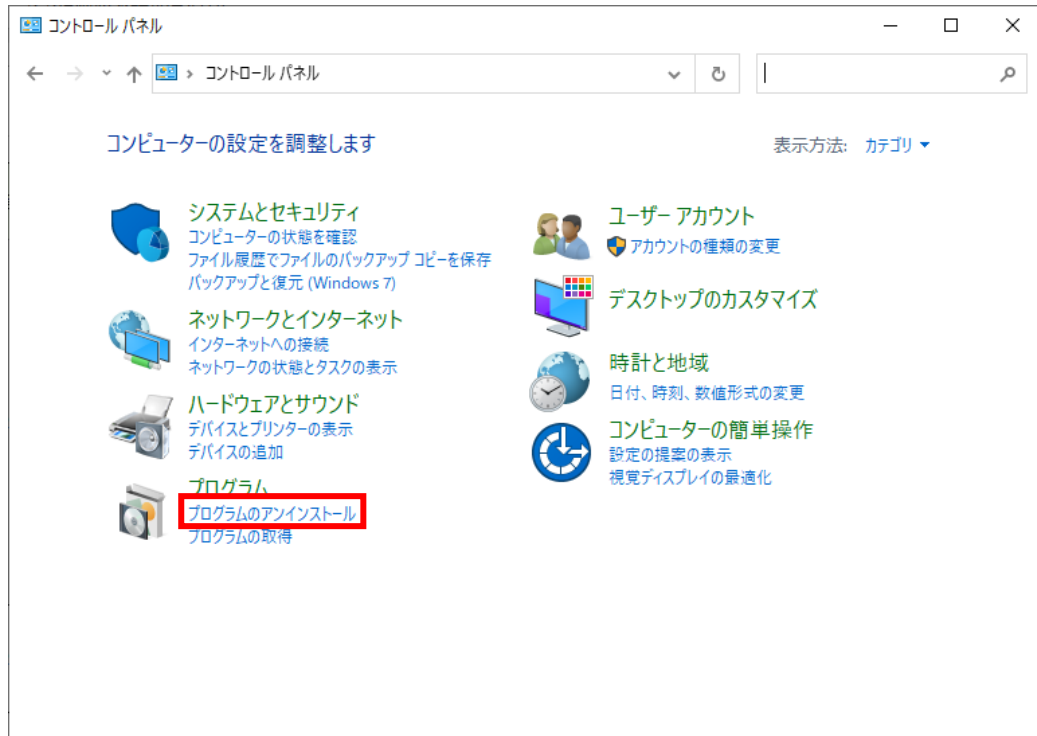 コントロール パネル
コントロール パネル
コンピューターの設定を調整します
表示方法: カテゴリ
システムとセキュリティ
コンピューターの状態を確認
ファイル履歴でファイルのバックアップ コピーを保存
バックアップと復元 (Windows 7)
ネットワークとインターネット
インターネットへの接続
ネットワークの状態とタスクの表示
ハードウェアとサウンド
デバイスとプリンターの表示
デバイスの追加
プログラム
プログラムのアンインストール
プログラムの取得
ユーザー アカウント
アカウントの種類の変更
デスクトップのカスタマイズ
時計と地域
日付、時刻、数値形式の変更
コンピューターの簡単操作
設定の提案の表示
視覚ディスプレイの最適化